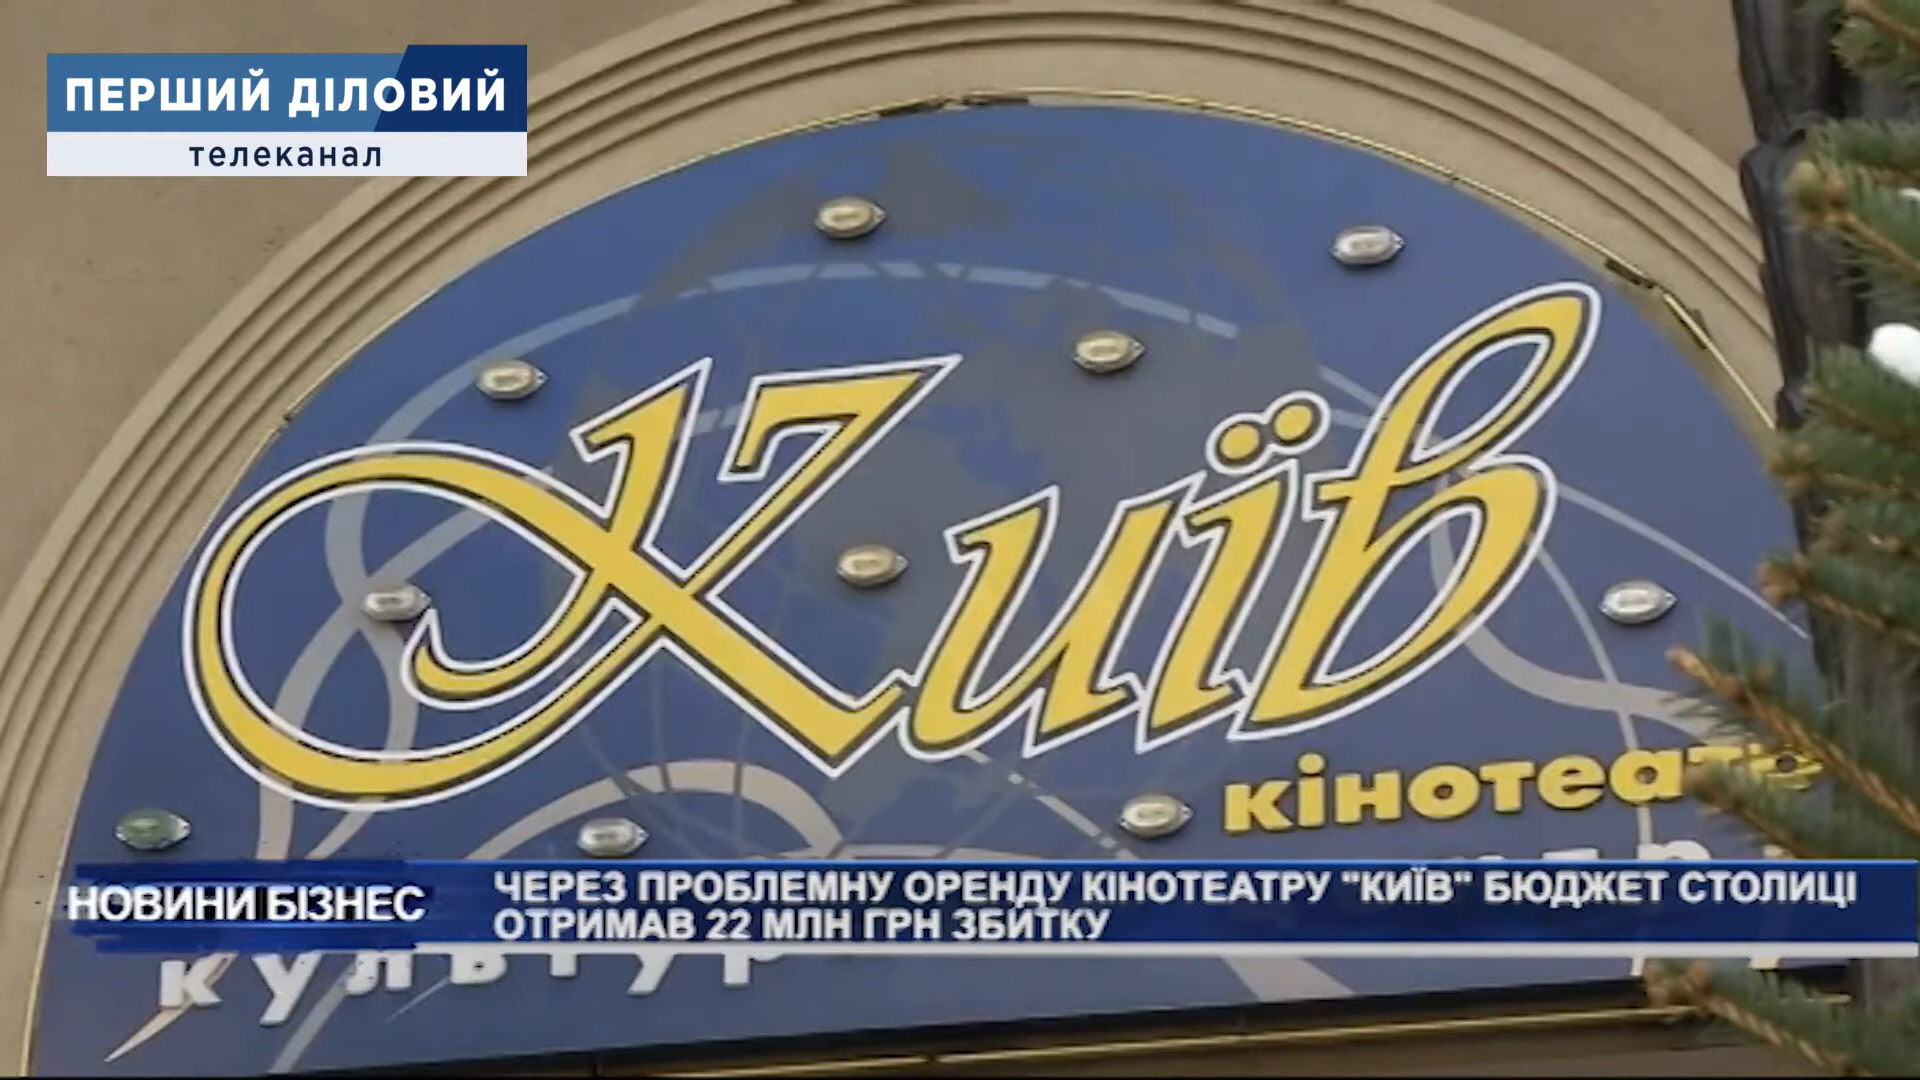 ПЕРШИЙ ДІЛОВИЙ
телеканал
Київ
кінотеатр
НОВИНИ БІЗНЕС
ЧЕРЕЗ ПРОБЛЕМНУ ОРЕНДУ КІНОТЕАТРУ "КИЇВ" БЮДЖЕТ СТОЛИЦІ
ОТРИМАВ 22 МЛН ГРН ЗБИТКУ